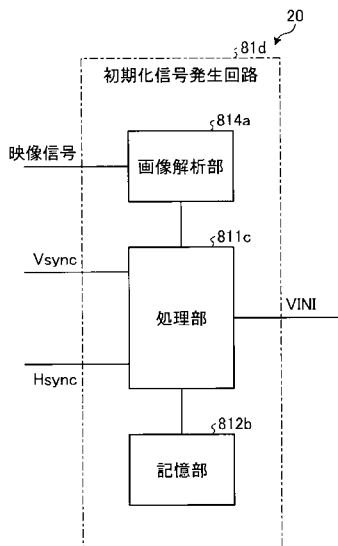 20
81d
初期化信号発生回路
814a
映像信号
画像解析部
811c
Vsync
処理部
VINI
Hsync
812b
記憶部